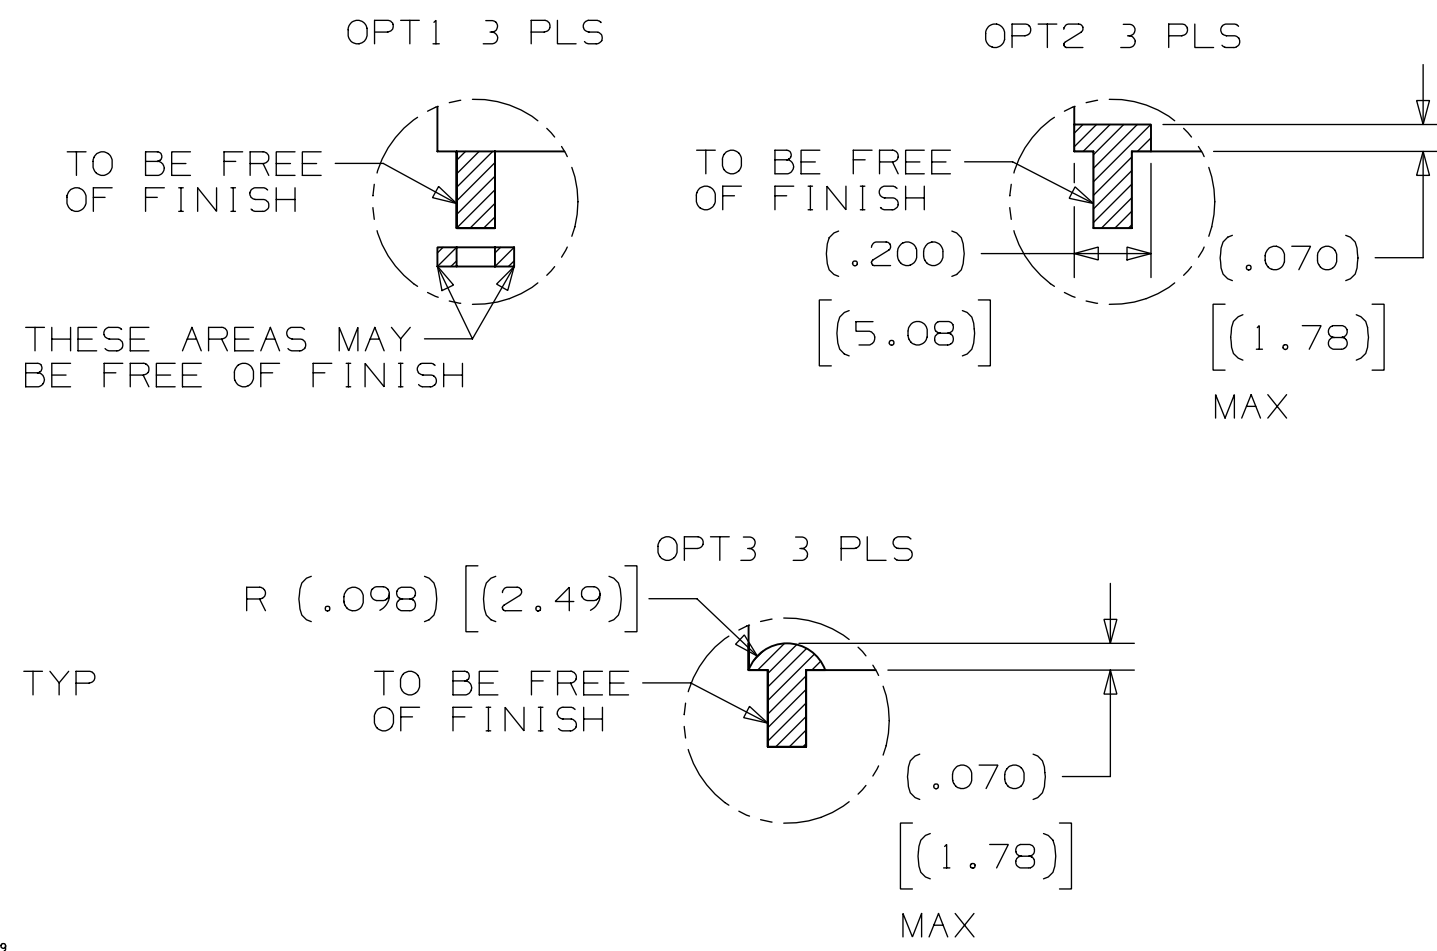 OPT1 3 PLS
OPT2 3 PLS
TO BE FREE
OF FINISH
THESE AREAS MAY
BE FREE OF FINISH
TO BE FREE
OF FINISH
(.200)
[(5.08)]
(.070)
[(1.78)]
MAX
OPT3 3 PLS
R (.098) [(2.49)]
TYP
TO BE FREE
OF FINISH
(.070)
[(1.78)]
MAX
9